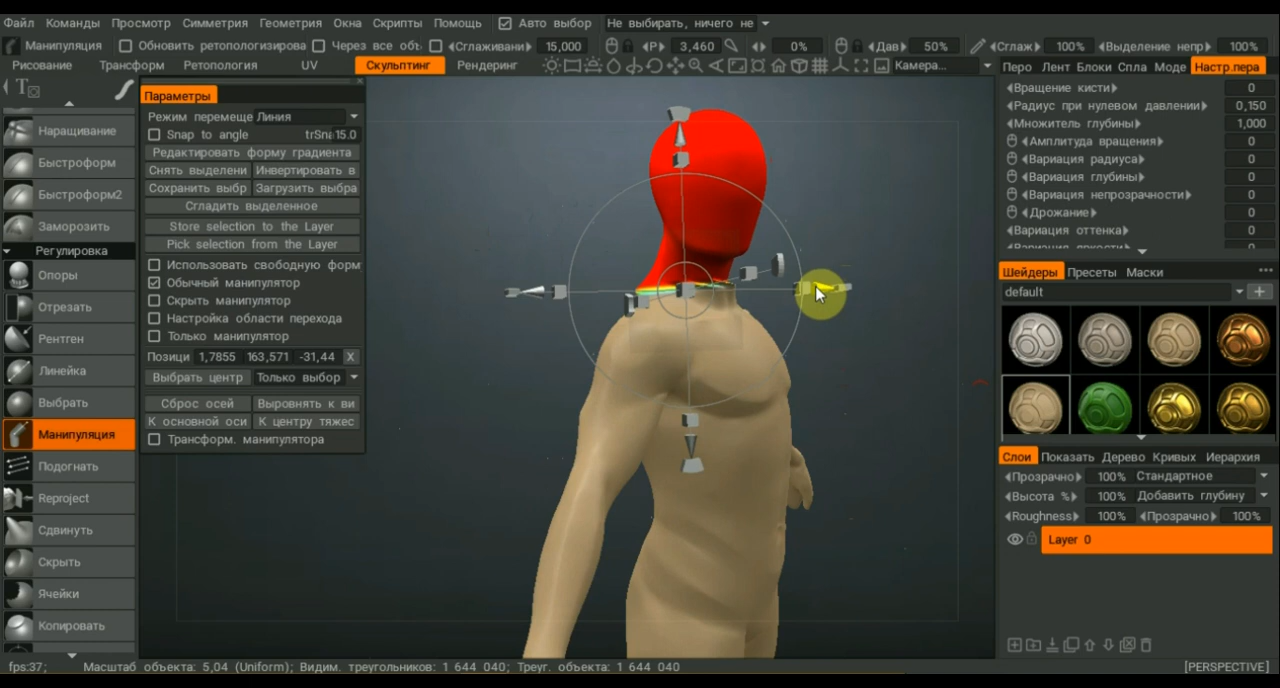 Файл Команды Просмотр Симметрия Геометрия Окна Скрипты Помощь Авто выбор Не выбирать, ничего не
Манипуляция Обновить ретопологизирова Через все объ. Сглаживани 15,000 P 3,460 0% Дав 50% Сглаж 100% Выделение непр 100%
Рисование Трансформ Ретопология UV Скульптинг Рендеринг Камера...
Перо Лент Блоки Спла Моде Настр.пера
Наращивание
Быстроформ
Быстроформ2
Заморозить
Регулировка
Опоры
Отрезать
Рентген
Линейка
Выбрать
Манипуляция
Подогнать
Reproject
Сдвинуть
Скрыть
Ячейки
Копировать
Параметры
Режим перемеще Линия
Snap to angle trSna 15.0
Редактировать форму градиента
Снять выделени Инвертировать в
Сохранить выбр Загрузить выбра
Сгладить выделенное
Store selection to the Layer
Pick selection from the Layer
Использовать свободную форм
Обычный манипулятор
Скрыть манипулятор
Настройка области перехода
Только манипулятор
Позици 1,7855 163,571 -31,44 X
Выбрать центр Только выбор
Сброс осей Выровнять к ви
К основной оси К центру тяжес
Трансформ. манипулятора
Вращение кисти 0
Радиус при нулевом давлении 0,150
Множитель глубины 1,000
Амплитуда вращения 0
Вариация радиуса 0
Вариация глубины 0
Вариация непрозрачности 0
Дрожание 0
Вариация оттенка 0
Вариация яркости 0
Шейдеры Пресеты Маски
default
Слои Показать Дерево Кривых Иерархия
Прозрачно 100% Стандартное
Высота % 100% Добавить глубину
Roughness 100% Прозрачно 100%
Layer 0
fps:37; Масштаб объекта: 5,04 (Uniform); Видим. треугольников: 1 644 040; Треуг. объекта: 1 644 040
[PERSPECTIVE]